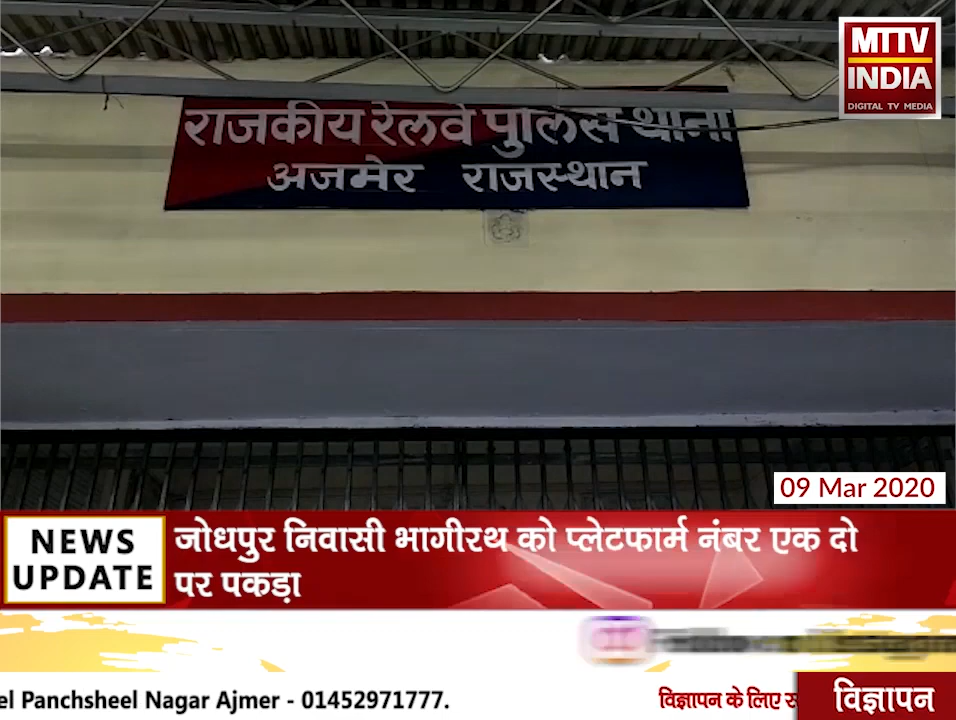 MTTV
INDIA
DIGITAL TV MEDIA
राजकीय रेलवे पुलिस थाना
अजमेर राजस्थान
09 Mar 2020
NEWS
UPDATE
जोधपुर निवासी भागीरथ को प्लेटफार्म नंबर एक दो
पर पकड़ा
el Panchsheel Nagar Ajmer - 01452971777.
विज्ञापन के लिए
विज्ञापन